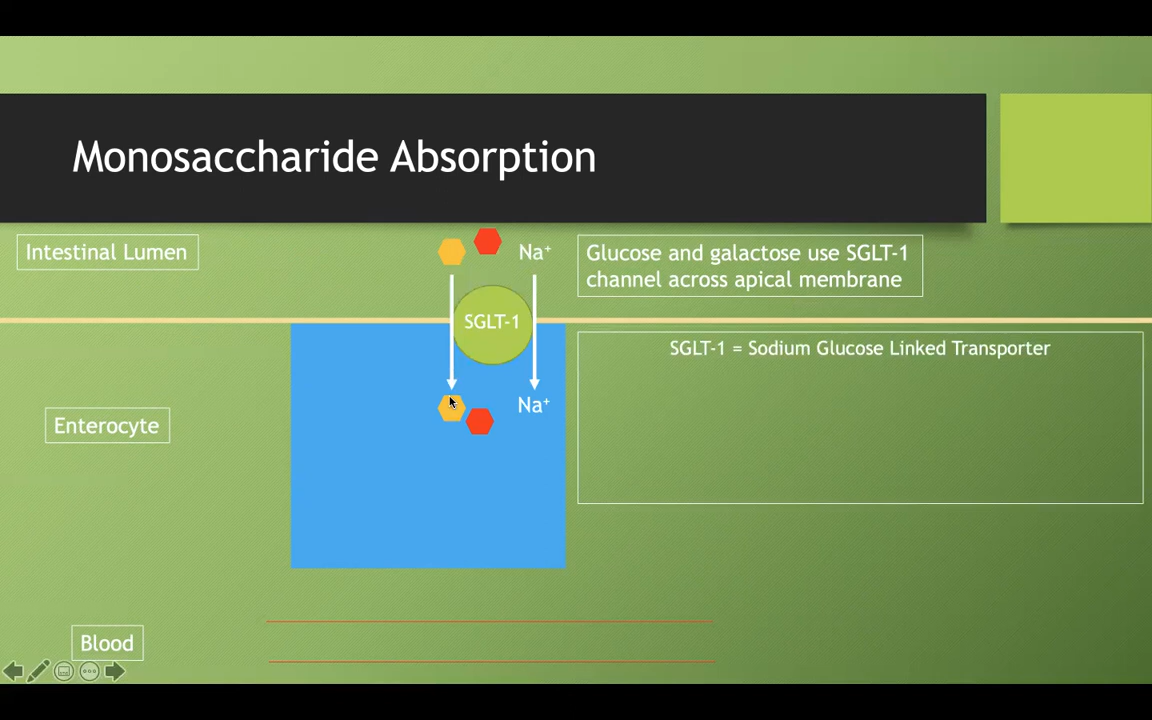 Monosaccharide Absorption
Intestinal Lumen
Na⁺
Glucose and galactose use SGLT-1
channel across apical membrane
SGLT-1
SGLT-1 = Sodium Glucose Linked Transporter
Na⁺
Enterocyte
Blood